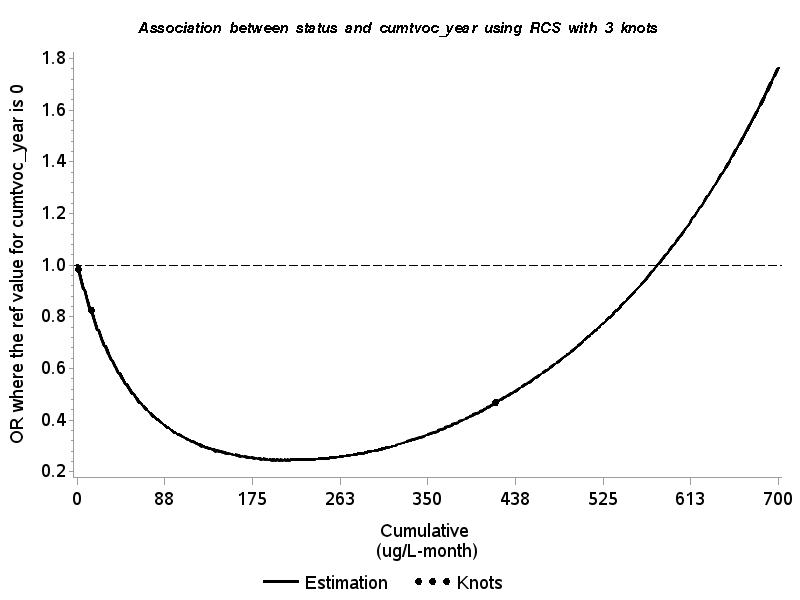 Association between status and cumtvoc_year using RCS with 3 knots
OR where the ref value for cumtvoc_year is 0
1.8
1.6
1.4
1.2
1.0
0.8
0.6
0.4
0.2
0 88 175 263 350 438 525 613 700
Cumulative
(ug/L-month)
Estimation Knots